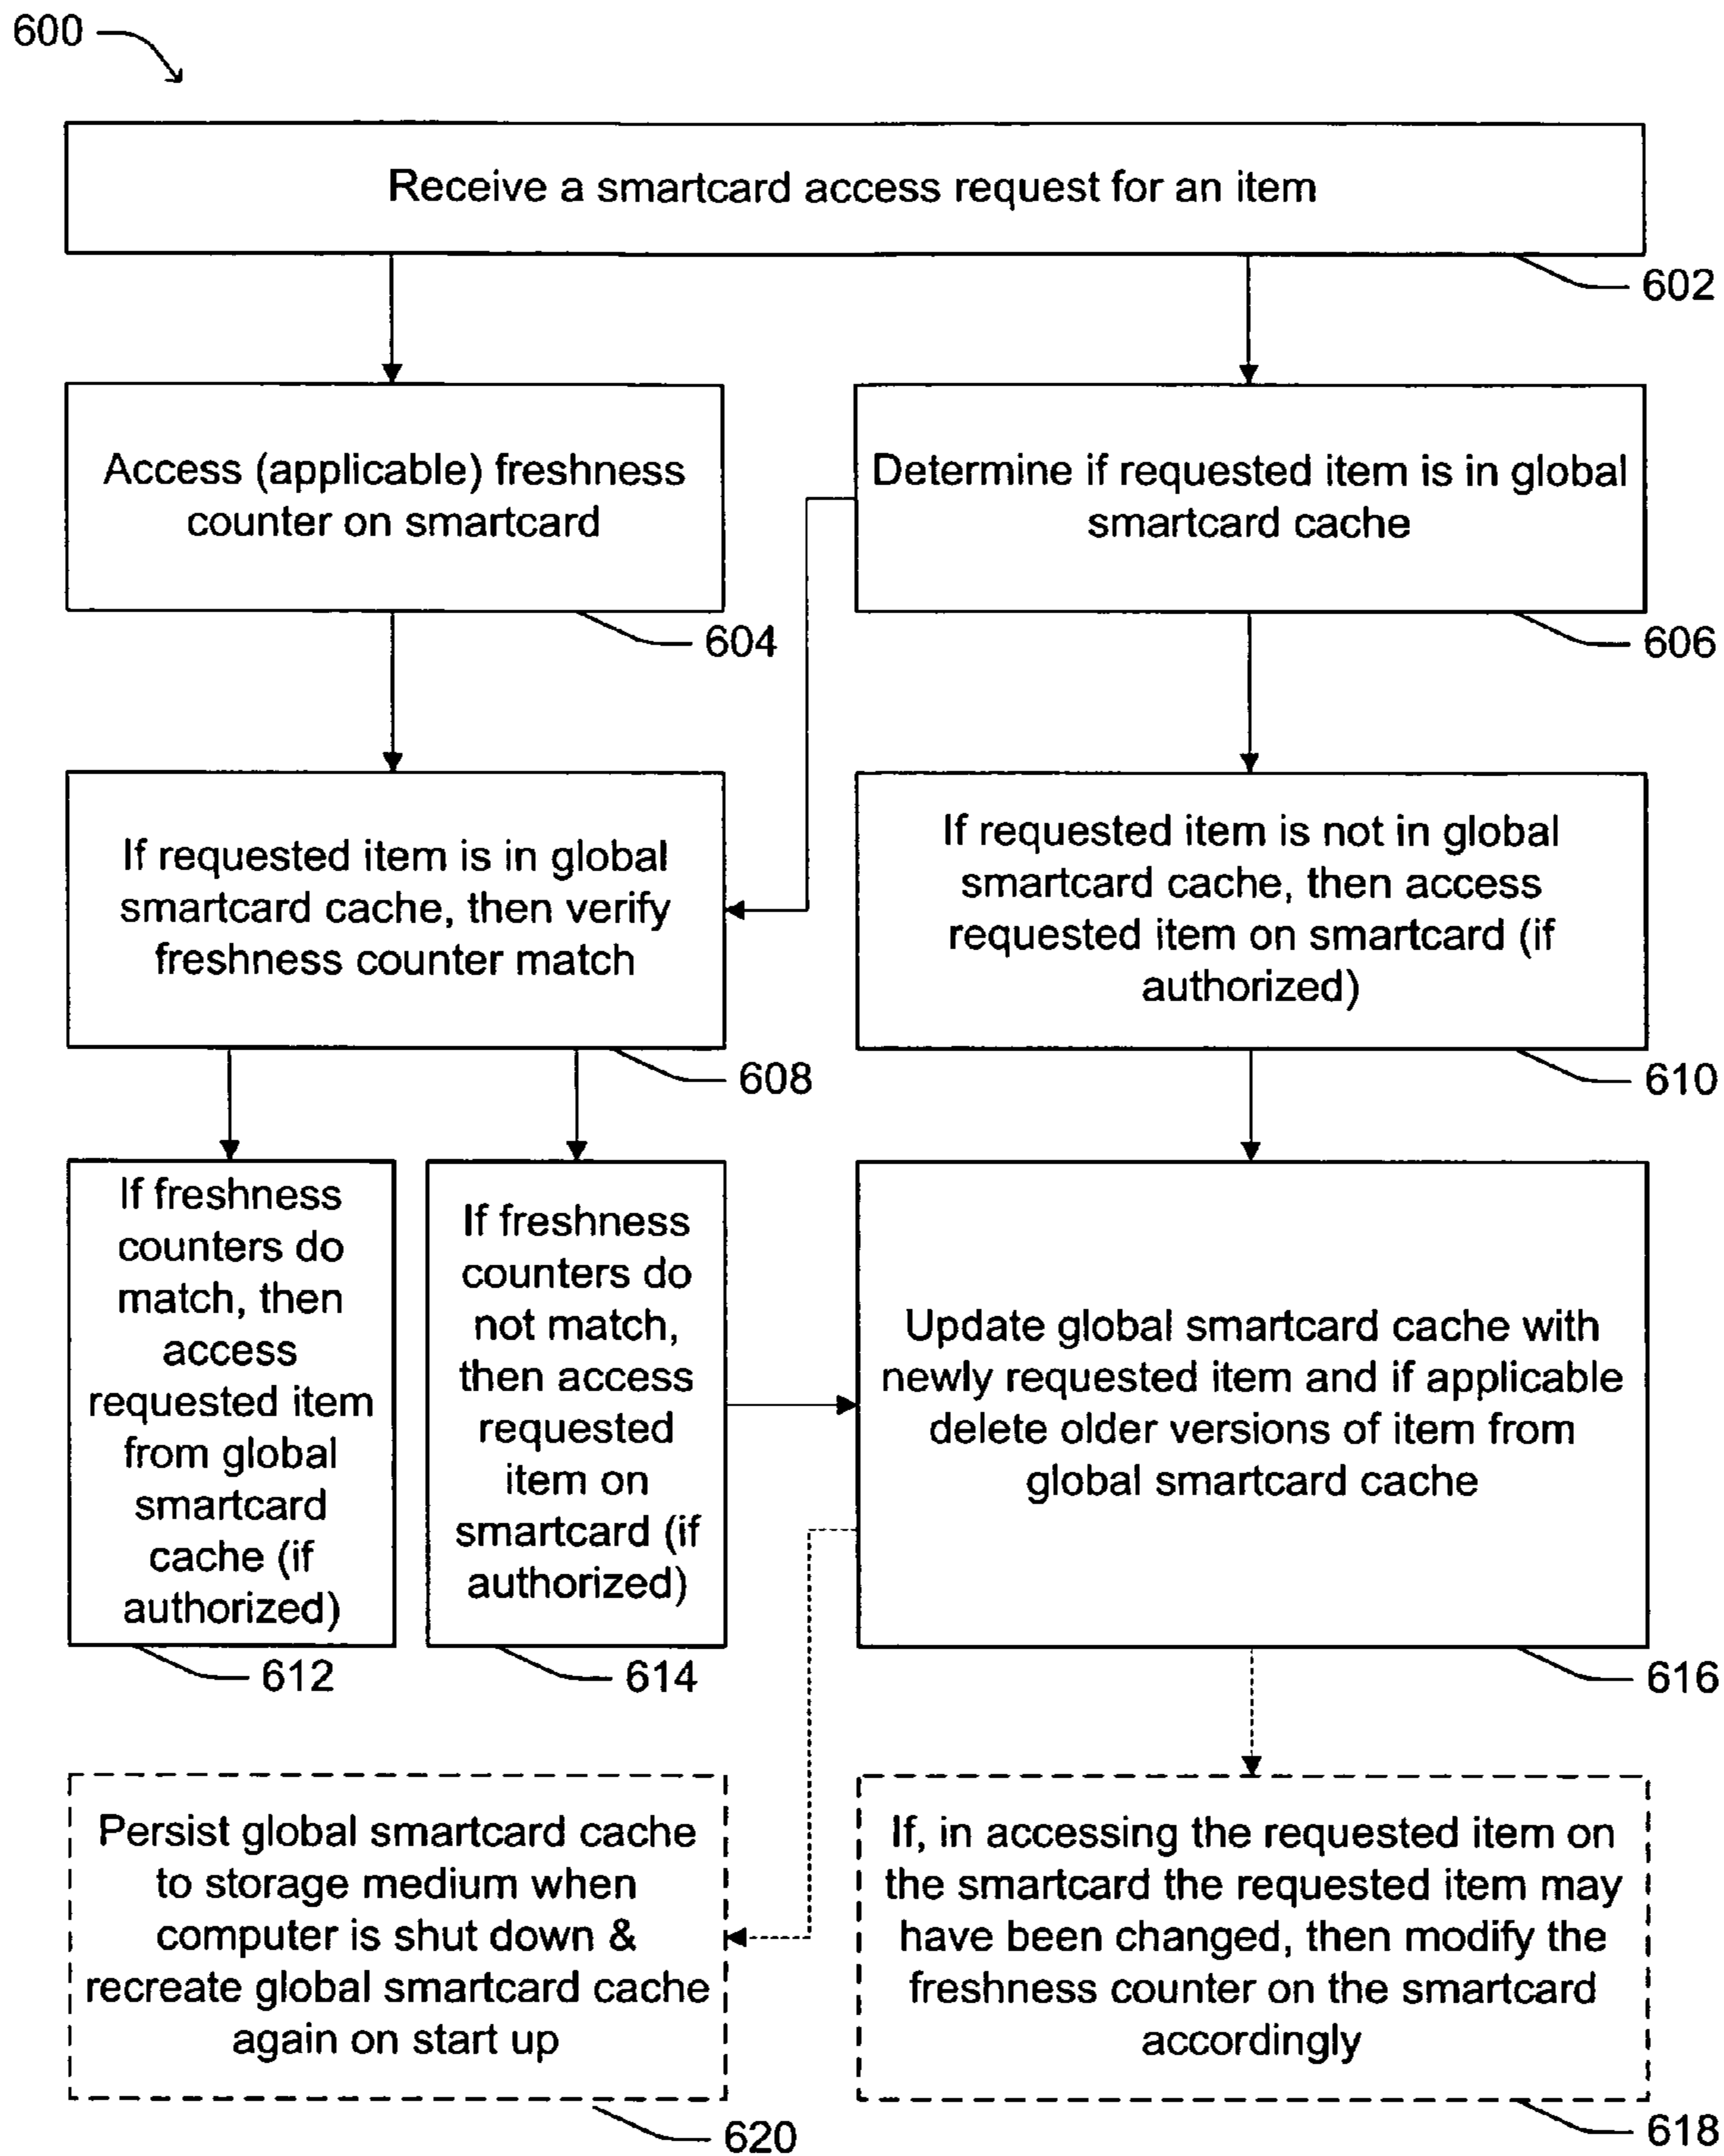 600
Receive a smartcard access request for an item
602
Access (applicable) freshness
counter on smartcard
604
Determine if requested item is in global
smartcard cache
606
If requested item is in global
smartcard cache, then verify
freshness counter match
608
If requested item is not in global
smartcard cache, then access
requested item on smartcard (if
authorized)
610
If freshness
counters do
match, then
access
requested item
from global
smartcard
cache (if
authorized)
612
If freshness
counters do
not match,
then access
requested
item on
smartcard (if
authorized)
614
Update global smartcard cache with
newly requested item and if applicable
delete older versions of item from
global smartcard cache
616
Persist global smartcard cache
to storage medium when
computer is shut down &
recreate global smartcard cache
again on start up
620
If, in accessing the requested item on
the smartcard the requested item may
have been changed, then modify the
freshness counter on the smartcard
accordingly
618